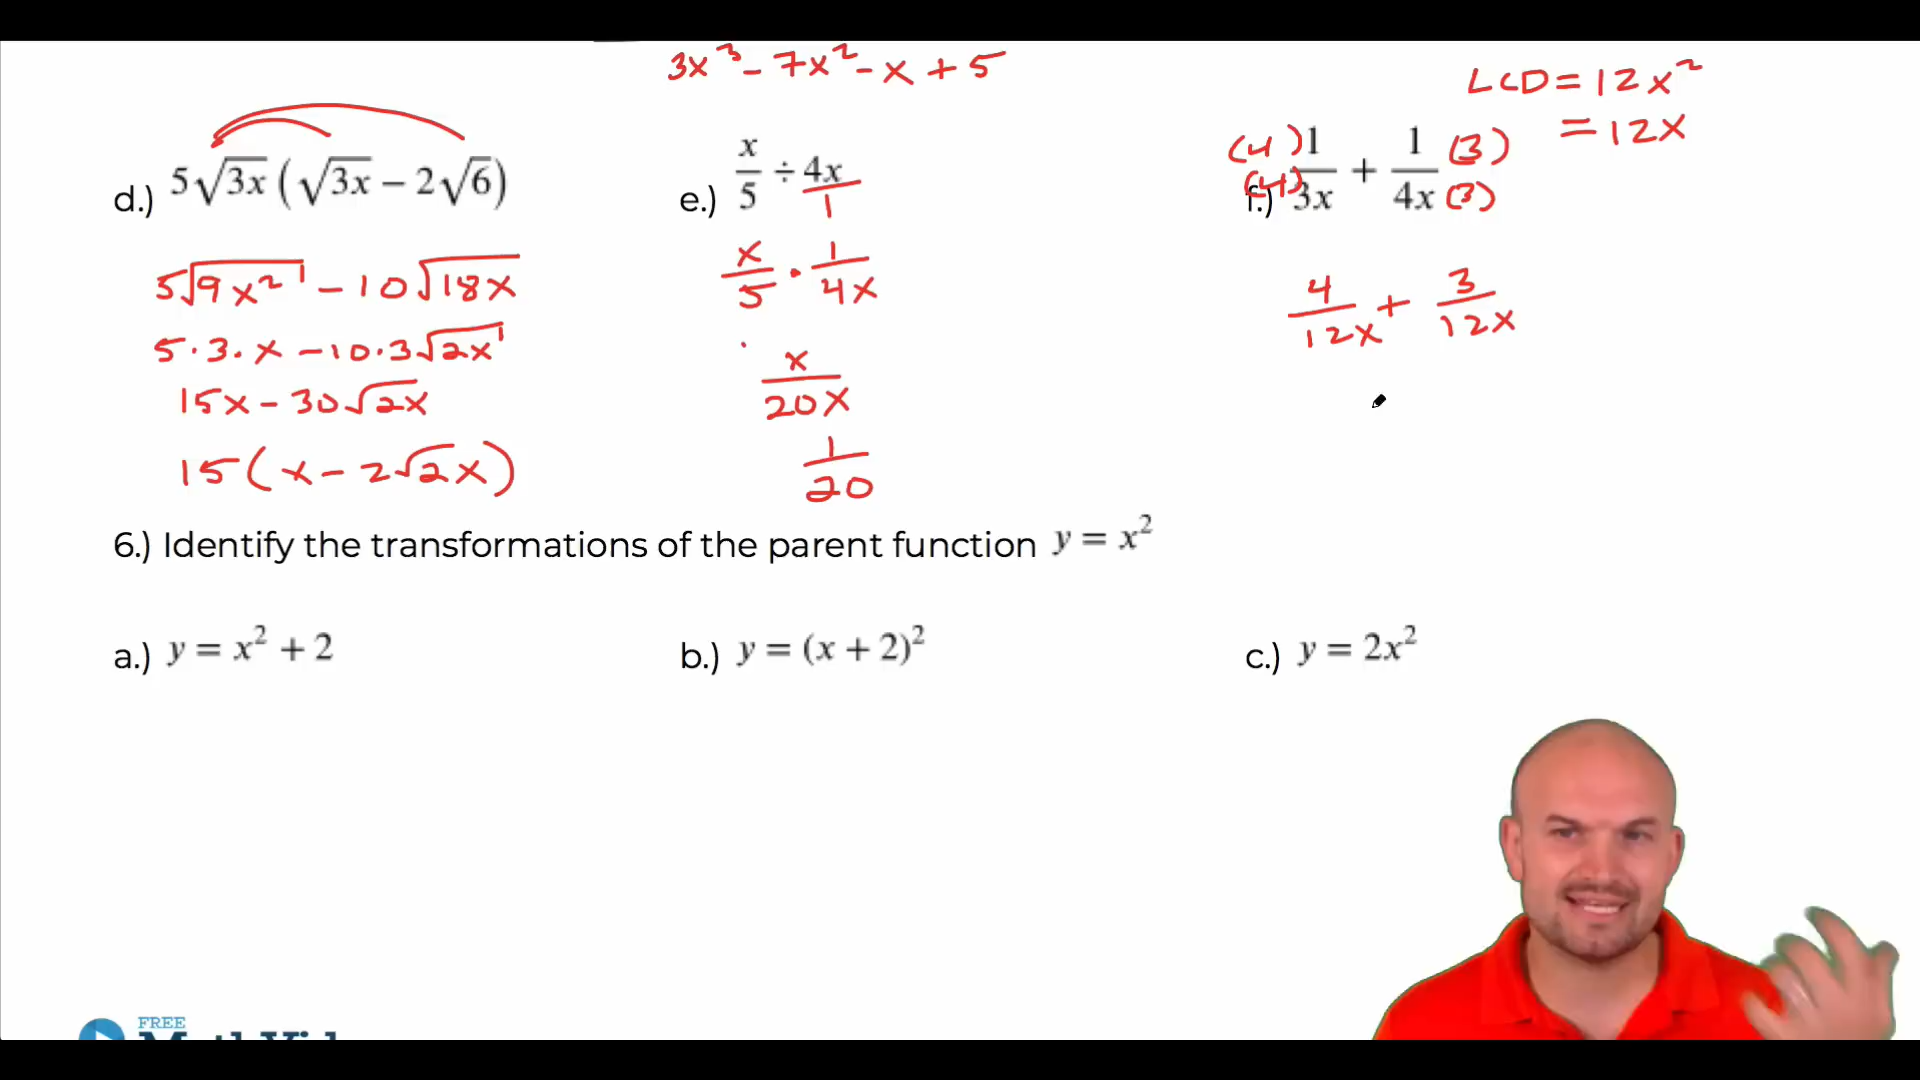 3x³ - 7x² - x + 5
LCD = 12x²
= 12x
d.) 5√3x (√3x − 2√6)
5√9x² - 10√18x
5·3·x - 10·3√2x
15x - 30√2x
15(x - 2√2x)
e.) x/5 ÷ 4x/1
x/5 · 1/4x
x/20x
1/20
f.) (4)1/(4)3x + 1(3)/4x(3)
4/12x + 3/12x
6.) Identify the transformations of the parent function y = x²
a.) y = x² + 2
b.) y = (x + 2)²
c.) y = 2x²
FREE